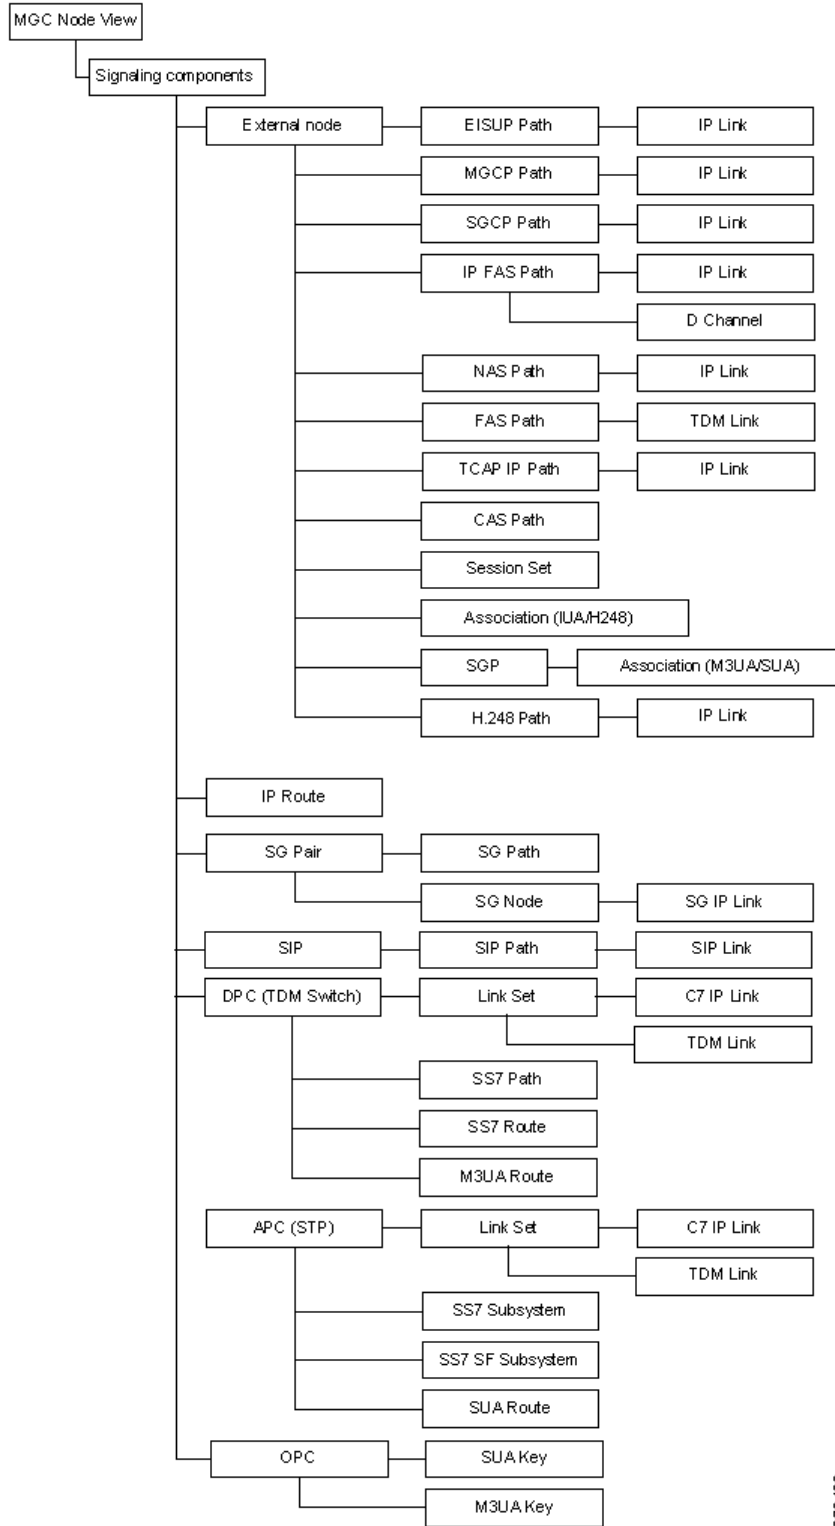 MGC Node View
Signaling components
External node
EISUP Path
IP Link
MGCP Path
IP Link
SGCP Path
IP Link
IP FAS Path
IP Link
D Channel
NAS Path
IP Link
FAS Path
TDM Link
TCAP IP Path
IP Link
CAS Path
Session Set
Association (IUA/H248)
SGP
Association (M3UA/SUA)
H.248 Path
IP Link
IP Route
SG Pair
SG Path
SG Node
SG IP Link
SIP
SIP Path
SIP Link
DPC (TDM Switch)
Link Set
C7 IP Link
TDM Link
SS7 Path
SS7 Route
M3UA Route
APC (STP)
Link Set
C7 IP Link
TDM Link
SS7 Subsystem
SS7 SF Subsystem
SUA Route
OPC
SUA Key
M3UA Key